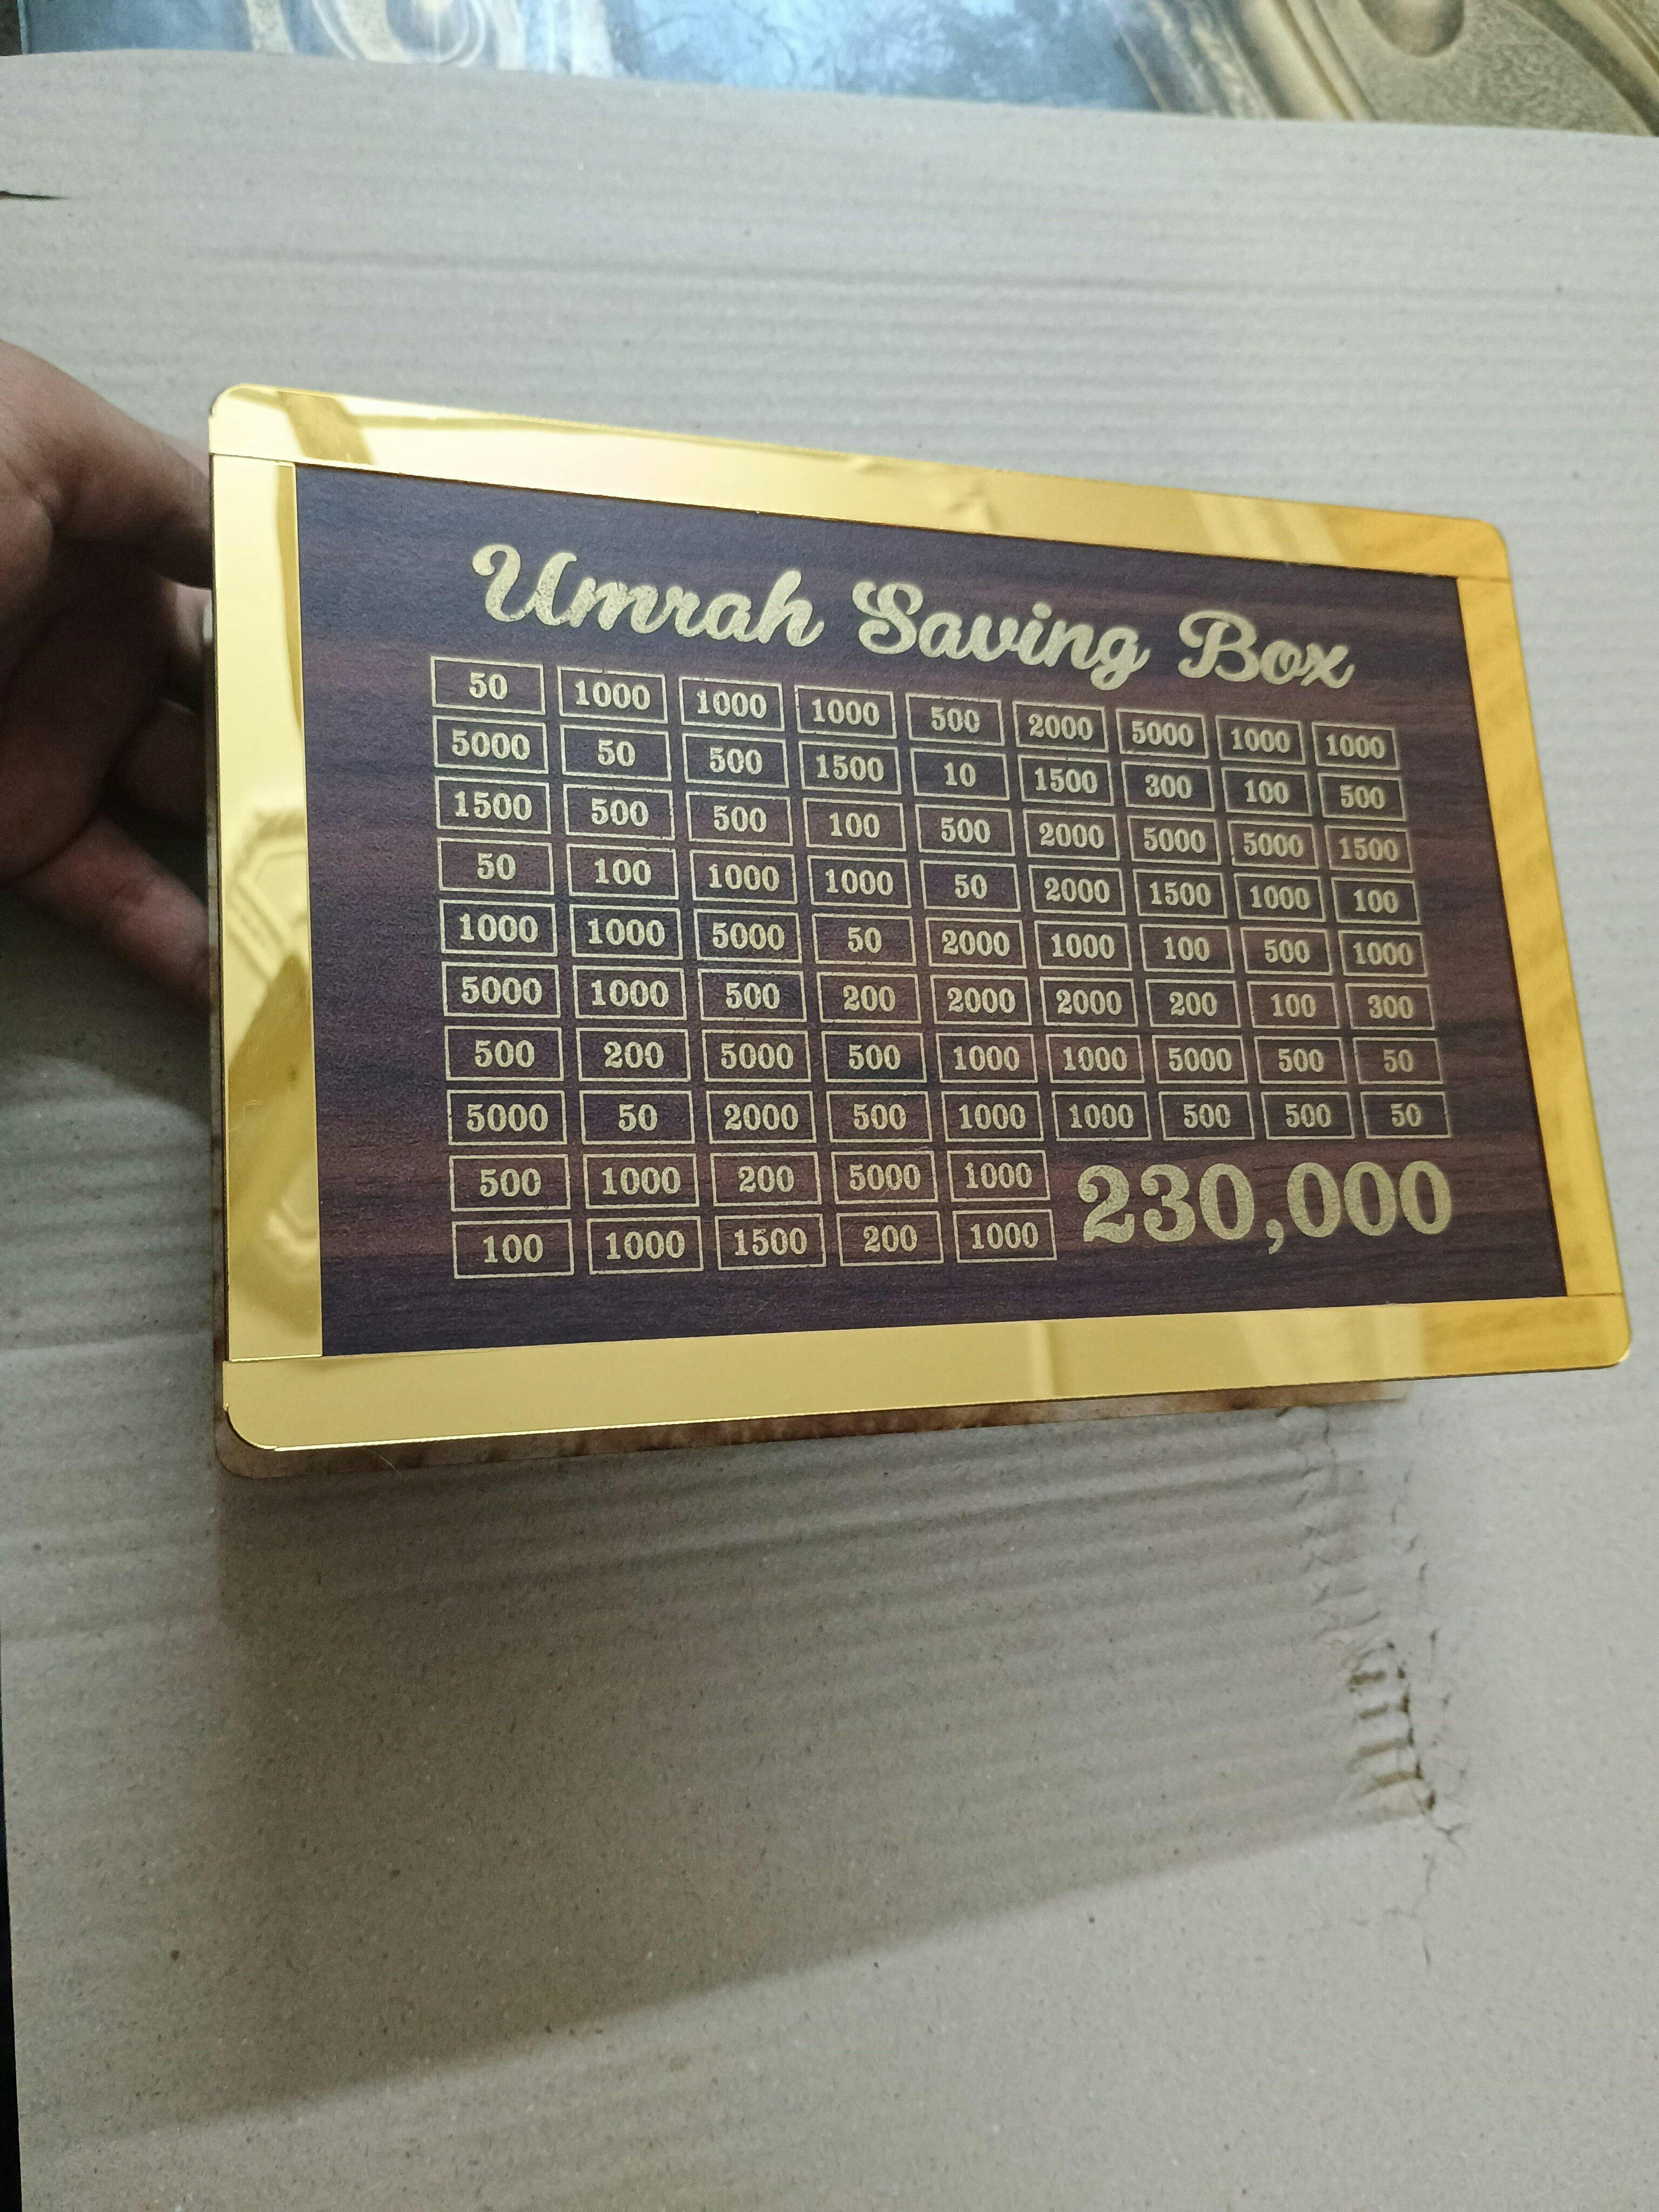 Umrah Saving Box
50 1000 1000 1000 500 2000 5000 1000 1000
5000 50 500 1500 10 1500 300 100 500
1500 500 500 100 500 2000 5000 5000 1500
50 100 1000 1000 50 2000 1500 1000 100
1000 1000 5000 50 2000 1000 100 500 1000
5000 1000 500 200 2000 2000 200 100 300
500 200 5000 500 1000 1000 5000 500 50
5000 50 2000 500 1000 1000 500 500 50
500 1000 200 5000 1000
100 1000 1500 200 1000
230,000